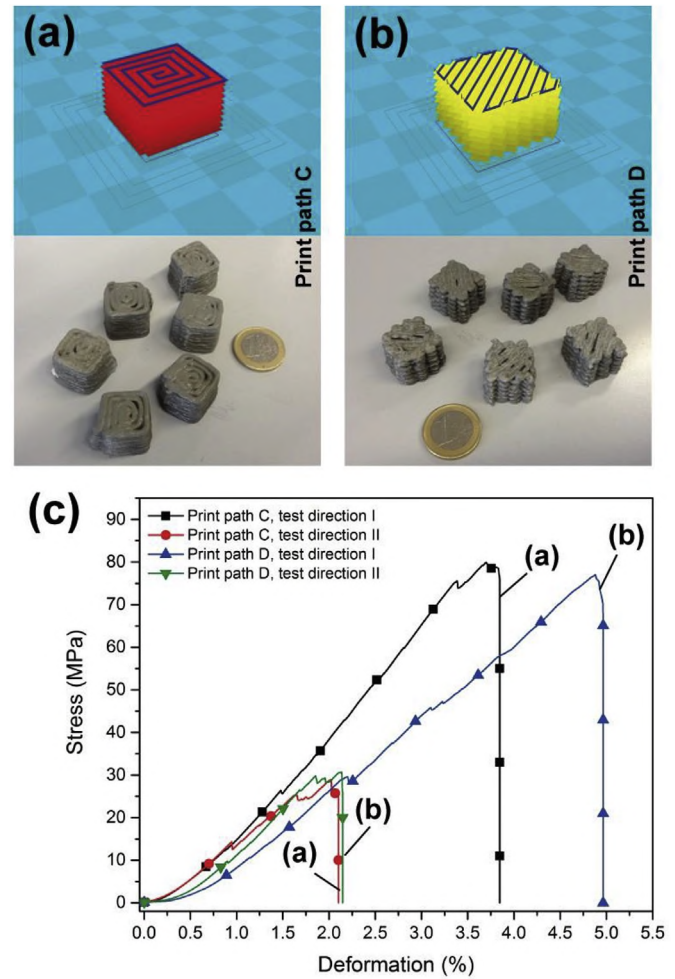 (a)
Print path C
(b)
Print path D
(c)
Print path C, test direction I
Print path C, test direction II
Print path D, test direction I
Print path D, test direction II
(a)
(b)
(b)
(a)
Stress (MPa)
90
80
70
60
50
40
30
20
10
0
0.0 0.5 1.0 1.5 2.0 2.5 3.0 3.5 4.0 4.5 5.0 5.5
Deformation (%)